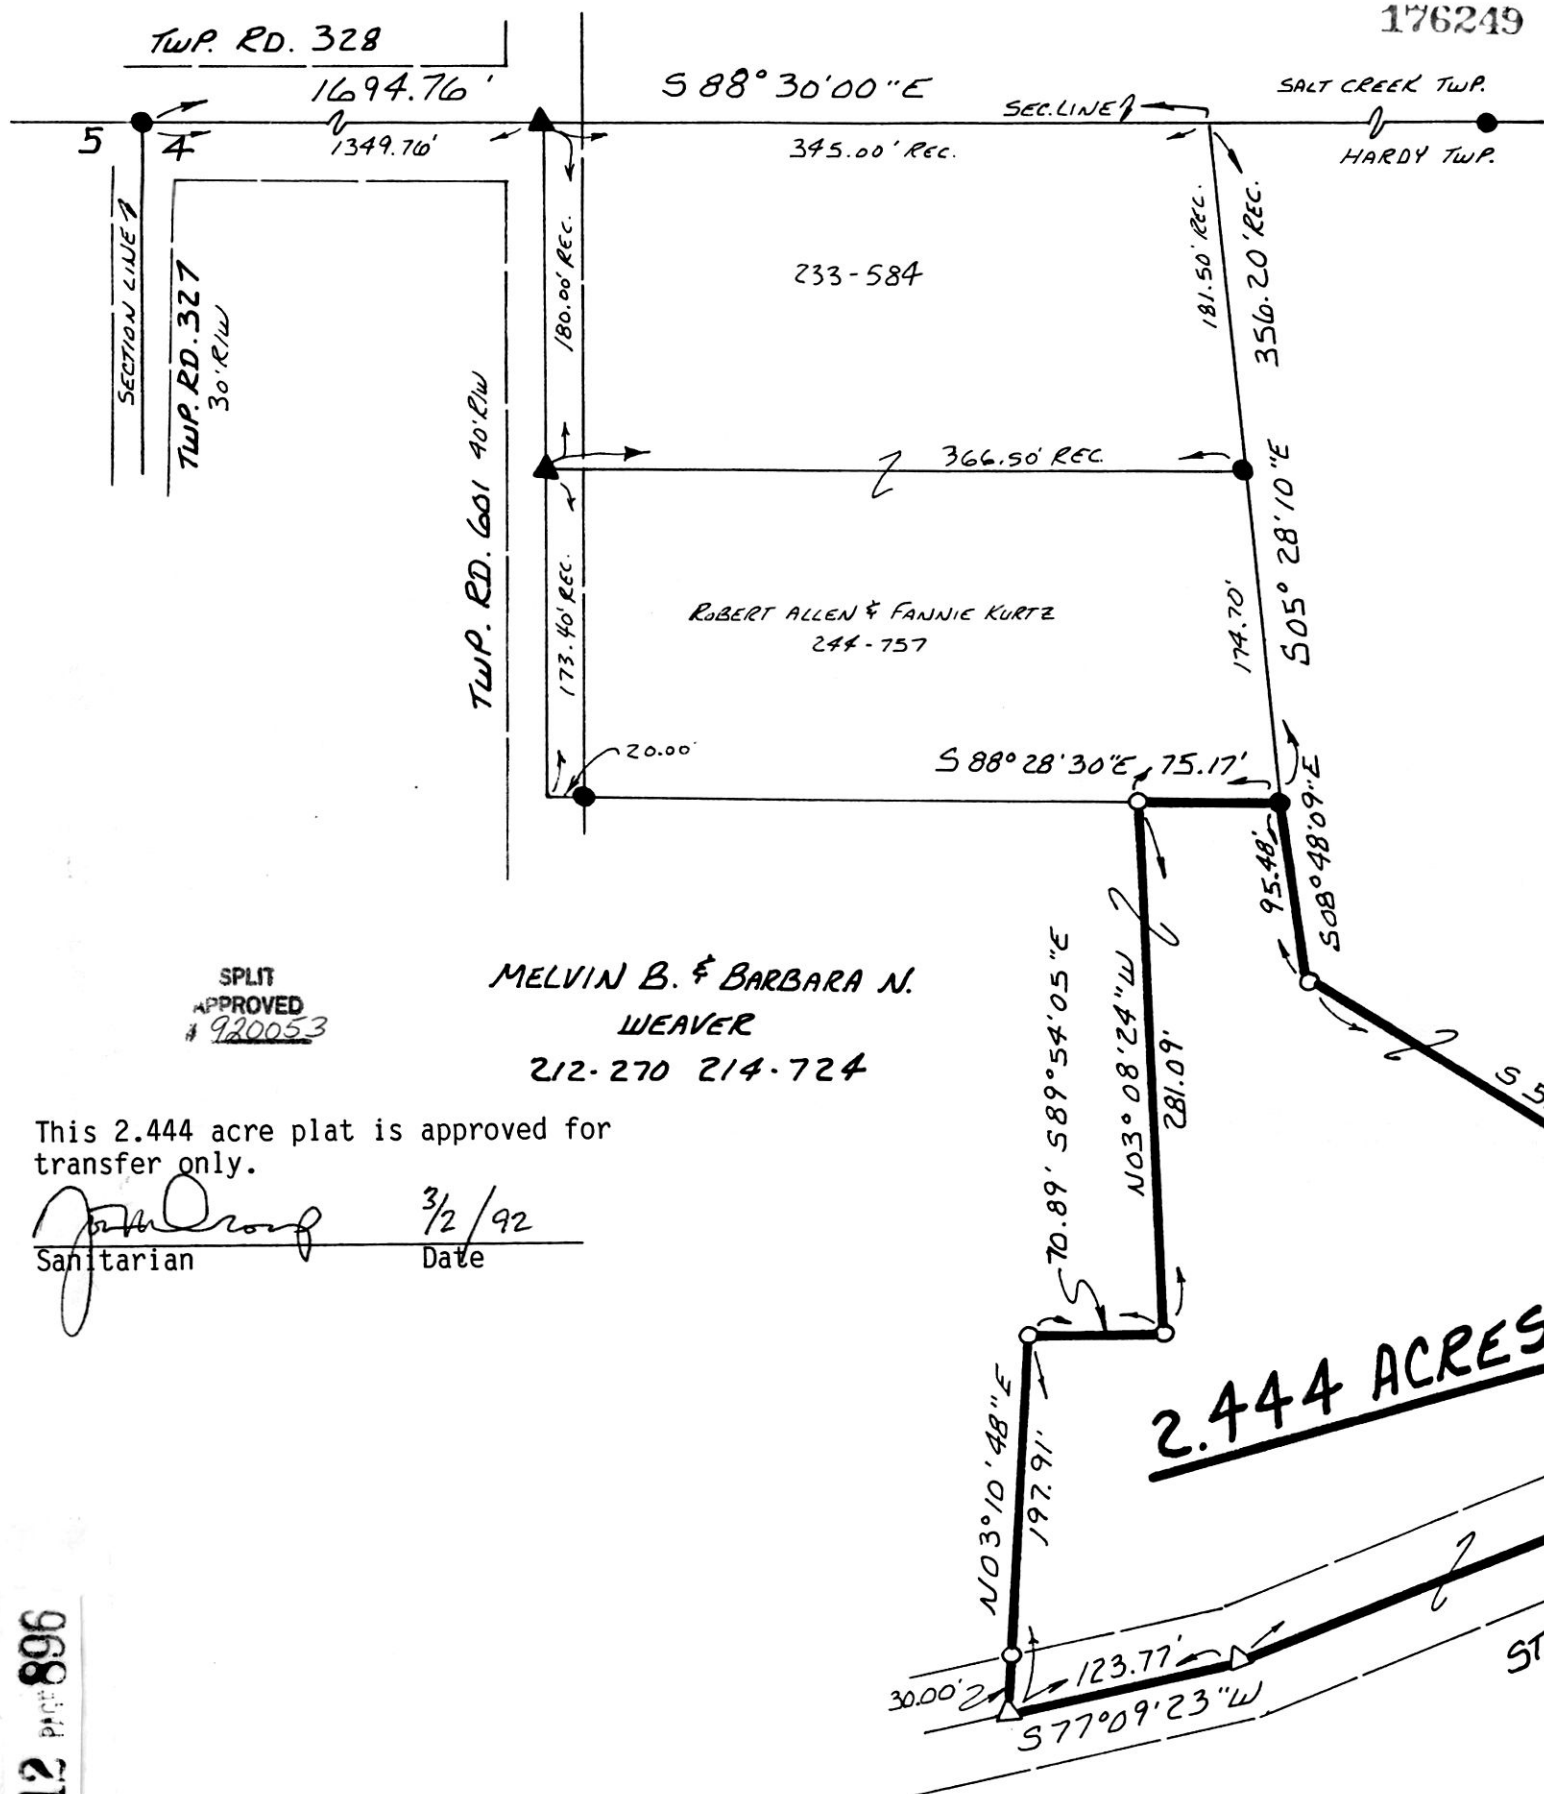 176249
TWP. RD. 328
1694.76'
S 88° 30' 00" E
SEC. LINE
SALT CREEK TWP.
5
4
1349.76'
345.00' REC.
HARDY TWP.
SECTION LINE
TWP. RD. 327
30' R/W
180.00' REC.
233-584
181.50' REC.
356.20' REC.
TWP. RD. 601 40' R/W
366.50' REC.
S05° 28' 10" E
173.40' REC.
ROBERT ALLEN & FANNIE KURTZ
244-757
174.70'
20.00'
S 88° 28' 30" E 75.17'
95.48'
S08° 48' 09" E
SPLIT
APPROVED
# 920053
MELVIN B. & BARBARA N.
WEAVER
212-270 214-724
70.89' S89° 54' 05" E
N03° 08' 24" W
281.09'
S 5
This 2.444 acre plat is approved for
transfer only.
3/2/92
Sanitarian Date
2.444 ACRES
N03° 10' 48" E
197.91'
123.77'
30.00'
S 77° 09' 23" W
ST
12 PAGE 896